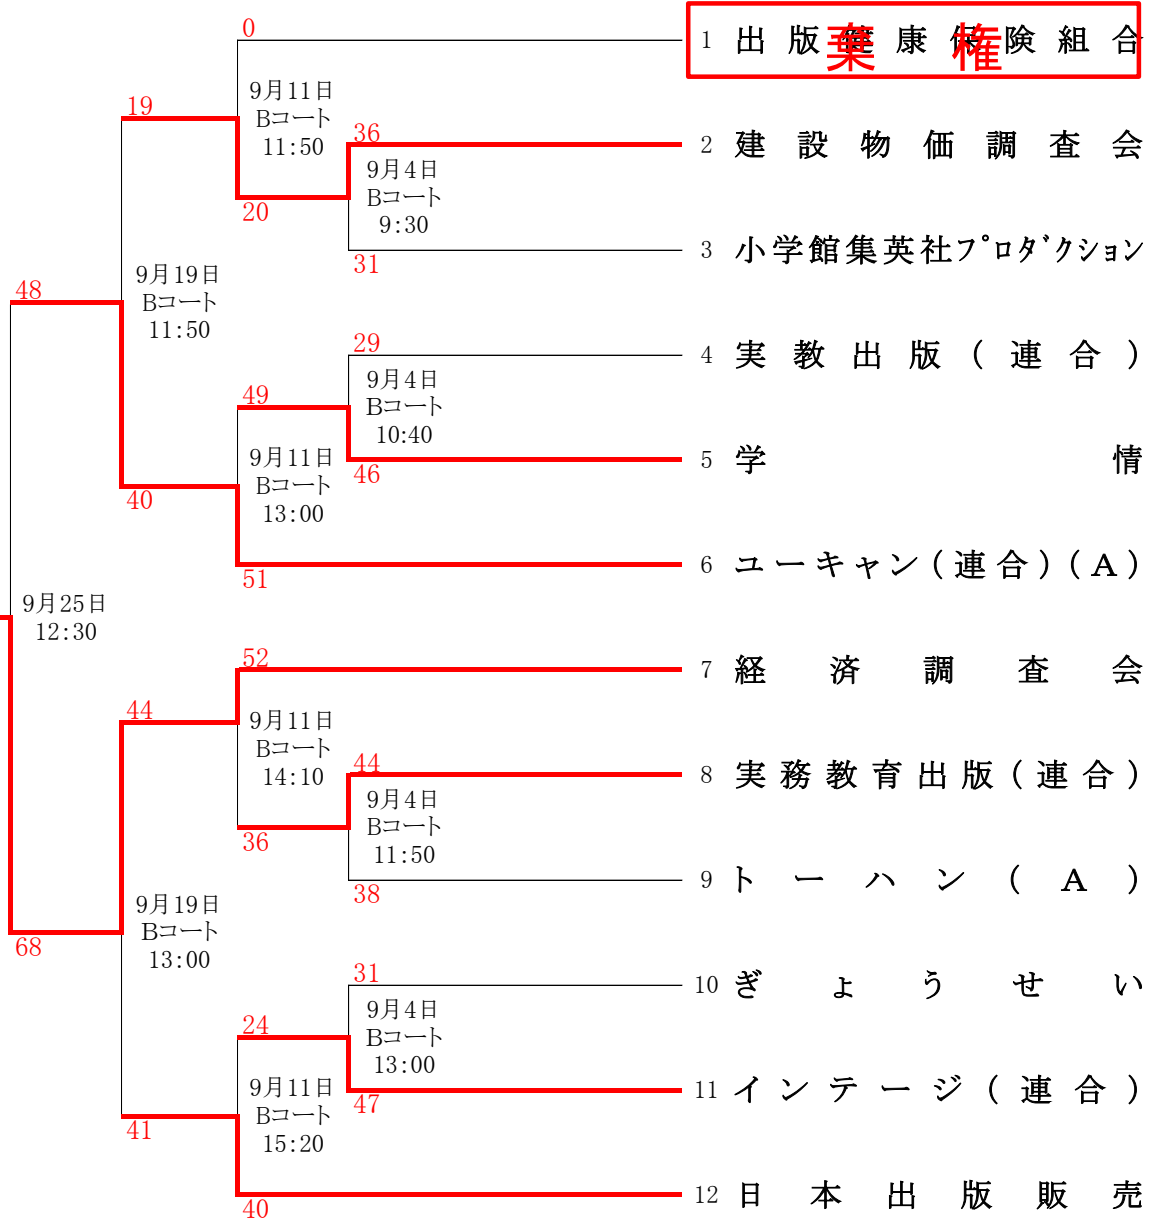 0
1 出版健康保険組合
棄権
19
9月11日
Bコート
11:50
36
2 建設物価調査会
9月4日
Bコート
9:30
20
31
3 小学館集英社プロダクション
48
9月19日
Bコート
11:50
29
4 実教出版(連合)
9月4日
Bコート
10:40
49
46
5 学情
9月11日
Bコート
13:00
40
51
6 ユーキャン(連合)(A)
9月25日
12:30
52
7 経済調査会
44
9月11日
Bコート
14:10
44
8 実務教育出版(連合)
9月4日
Bコート
11:50
36
38
9 トーハン(A)
68
9月19日
Bコート
13:00
31
10 ぎょうせい
9月4日
Bコート
13:00
24
47
11 インテージ(連合)
9月11日
Bコート
15:20
41
40
12 日本出版販売